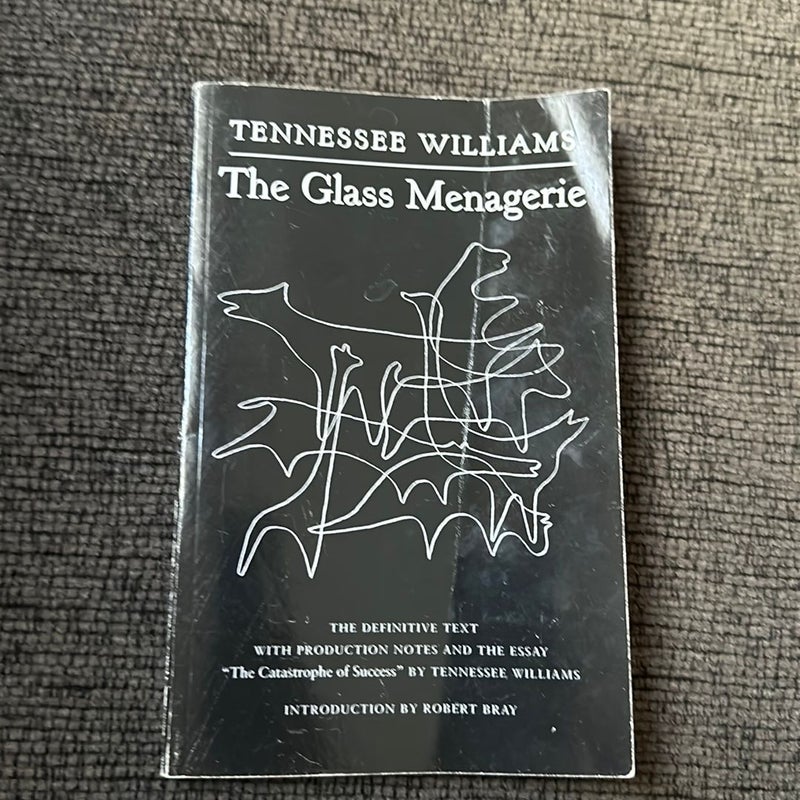 TENNESSEE WILLIAMS
The Glass Menagerie
THE DEFINITIVE TEXT
WITH PRODUCTION NOTES AND THE ESSAY
"The Catastrophe of Success" BY TENNESSEE WILLIAMS
INTRODUCTION BY ROBERT BRAY